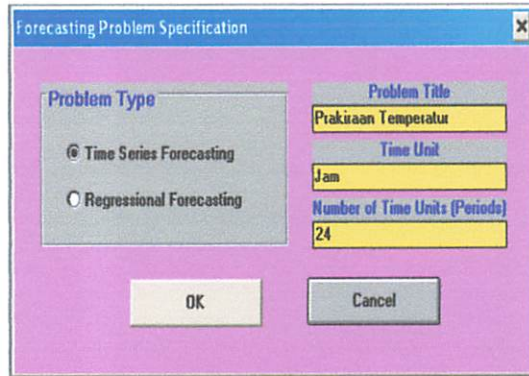 Forecasting Problem Specification
Problem Type
Time Series Forecasting
Regressional Forecasting
Problem Title
Prakiraan Temperatur
Time Unit
Jam
Number of Time Units (Periods)
24
OK
Cancel